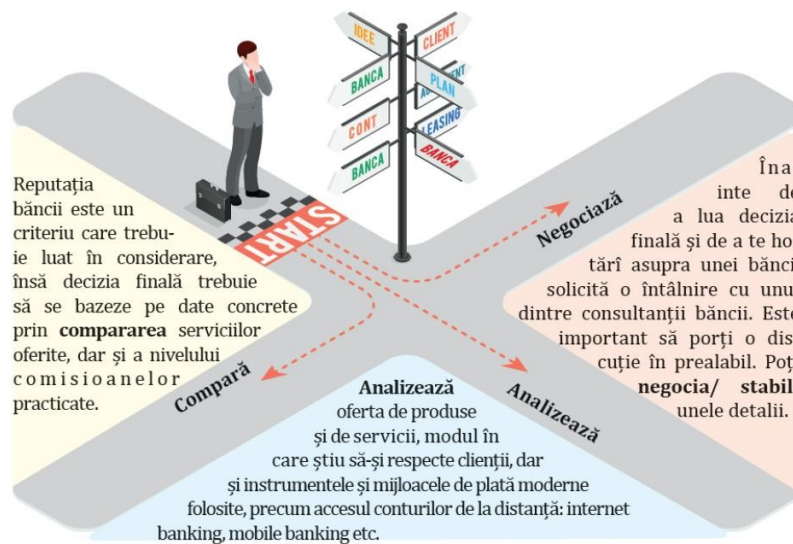 IDEE
CLIENT
BANCA
PLAN
CONT
LEASING
BANCA
BANCA
START
Reputația
băncii este un
criteriu care trebu-
ie luat în considerare,
însă decizia finală trebuie
să se bazeze pe date concrete
prin compararea serviciilor
oferite, dar și a nivelului
comisioanelor
practicate.
Compară
Analizează
oferta de produse
și de servicii, modul în
care știu să-și respecte clienții, dar
și instrumentele și mijloacele de plată moderne
folosite, precum accesul conturilor de la distanță: internet
banking, mobile banking etc.
Analizează
Negociază
Îna
inte de
a lua decizia
finală și de a te ho
tărî asupra unei bănci
solicită o întâlnire cu unu
dintre consultanții băncii. Este
important să porți o dis
cuție în prealabil. Poț
negocia/ stabil
unele detalii.